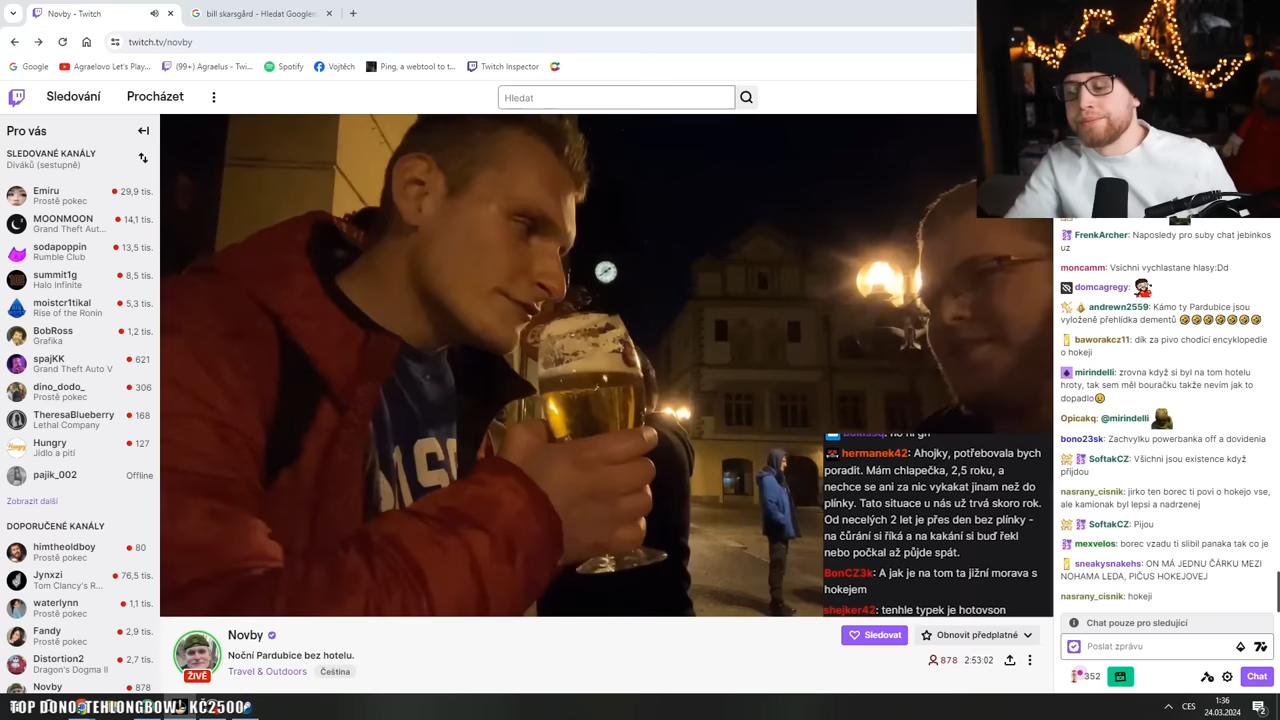 Novby - Twitch
bill skarsgård - Hledat Googlem
twitch.tv/novby
Google
Agraelovo Let's Play...
(99+) Agraelus - Twi...
Spotify
Vojtěch
Ping, a webtool to t...
Twitch Inspector
Sledování
Procházet
Hledat
Pro vás
SLEDOVANÉ KANÁLY
Diváků (sestupně)
Emiru
29,9 tis.
Prostě pokec
MOONMOON
14,1 tis.
Grand Theft Aut...
sodapoppin
13,5 tis.
Rumble Club
summit1g
8,5 tis.
Halo Infinite
moistcr1tikal
5,3 tis.
Rise of the Ronin
BobRoss
1,2 tis.
Grafika
spajKK
621
Grand Theft Auto V
dino_dodo_
306
Prostě pokec
TheresaBlueberry
168
Lethal Company
Hungry
127
Jídlo a pití
pajik_002
Offline
Zobrazit další
DOPORUČENÉ KANÁLY
himtheoldboy
80
Prostě pokec
Jynxzi
76,5 tis.
Tom Clancy's R...
waterlynn
1,1 tis.
Prostě pokec
Fandy
2,9 tis.
Prostě pokec
Distortion2
2,7 tis.
Dragon's Dogma II
Novby
878
hermanek42: Ahojky, potřebovala bych
poradit. Mám chlapečka, 2,5 roku, a
nechce se ani za nic vykakat jinam než do
plínky. Tato situace u nás už trvá skoro rok.
Od necelých 2 let je přes den bez plínky -
na čůrání si říká a na kakání si buď řekl
nebo počkal až půjde spát.
BonCZ3k: A jak je na tom ta jižní morava s
hokejem
shejker42: tenhle typek je hotovson
Novby
Noční Pardubice bez hotelu.
Travel & Outdoors
Čeština
ŽIVĚ
Sledovat
Obnovit předplatné
878
2:53:02
FrenkArcher: Naposledy pro suby chat jebinkos
uz
moncamm: Vsichni vychlastane hlasy:Dd
domcagregy:
andrewn2559: Kámo ty Pardubice jsou
vyloženě přehlídka dementů
baworakcz11: dík za pivo chodící encyklopedie
o hokeji
mirindelli: zrovna když si byl na tom hotelu
hroty, tak sem měl bouračku takže nevím jak to
dopadlo
Opicakq: @mirindelli
bono23sk: Zachvylku powerbanka off a dovidenia
SoftakCZ: Všichni jsou existence když
přijdou
nasrany_cisnik: jirko ten borec ti povi o hokejo vse,
ale kamionak byl lepsi a nadrzenej
SoftakCZ: Pijou
mexvelos: borec vzadu ti slibil panaka tak co je
sneakysnakehs: ON MÁ JEDNU ČÁRKU MEZI
NOHAMA LEDA, PIČUS HOKEJOVEJ
nasrany_cisnik: hokeji
Chat pouze pro sledující
Poslat zprávu
352
Chat
TOP DONO: TEHLONGBOW_ KČ2500
CES
1:36
24.03.2024
2